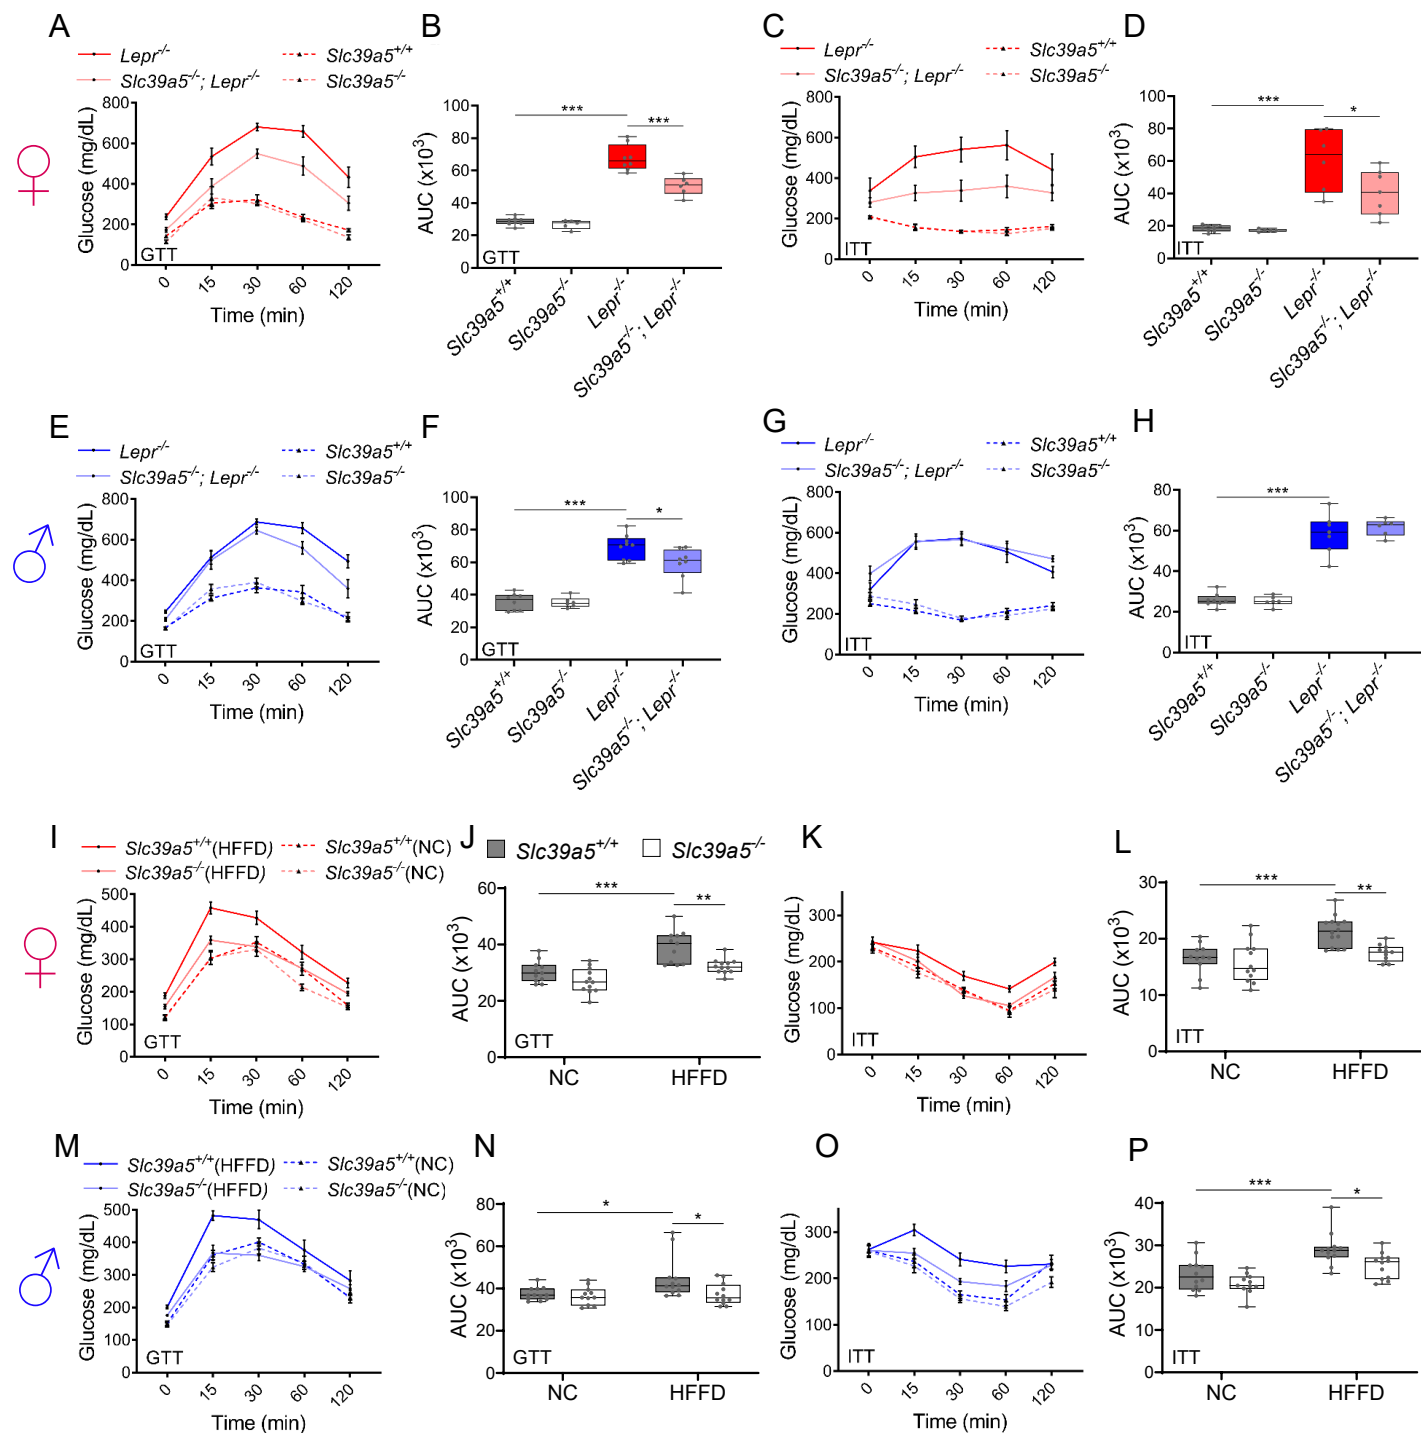 A
Lepr-/-
Slc39a5+/+
Slc39a5-/-; Lepr-/-
Slc39a5-/-
Glucose (mg/dL)
800
600
400
200
0
GTT
0 15 30 60 120
Time (min)
B
AUC (x103)
100
80
60
40
20
0
*** ***
GTT
Slc39a5+/+
Slc39a5-/-
Lepr-/-
Slc39a5-/-; Lepr-/-
C
Lepr-/-
Slc39a5+/+
Slc39a5-/-; Lepr-/-
Slc39a5-/-
Glucose (mg/dL)
800
600
400
200
0
ITT
0 15 30 60 120
Time (min)
D
AUC (x103)
100
80
60
40
20
0
*** *
ITT
Slc39a5+/+
Slc39a5-/-
Lepr-/-
Slc39a5-/-; Lepr-/-
E
Lepr-/-
Slc39a5+/+
Slc39a5-/-; Lepr-/-
Slc39a5-/-
Glucose (mg/dL)
800
600
400
200
0
GTT
0 15 30 60 120
Time (min)
F
AUC (x103)
100
80
60
40
20
0
*** *
GTT
Slc39a5+/+
Slc39a5-/-
Lepr-/-
Slc39a5-/-; Lepr-/-
G
Lepr-/-
Slc39a5+/+
Slc39a5-/-; Lepr-/-
Slc39a5-/-
Glucose (mg/dL)
800
600
400
200
0
ITT
0 15 30 60 120
Time (min)
H
AUC (x103)
80
60
40
20
0
***
ITT
Slc39a5+/+
Slc39a5-/-
Lepr-/-
Slc39a5-/-; Lepr-/-
I
Slc39a5+/+(HFFD)
Slc39a5+/+(NC)
Slc39a5-/-(HFFD)
Slc39a5-/-(NC)
Glucose (mg/dL)
500
400
300
200
100
0
GTT
0 15 30 60 120
Time (min)
J
Slc39a5+/+
Slc39a5-/-
AUC (x103)
60
40
20
0
*** **
GTT
NC HFFD
K
Glucose (mg/dL)
300
200
100
0
ITT
0 15 30 60 120
Time (min)
L
AUC (x103)
30
20
10
0
*** **
ITT
NC HFFD
M
Slc39a5+/+(HFFD)
Slc39a5+/+(NC)
Slc39a5-/-(HFFD)
Slc39a5-/-(NC)
Glucose (mg/dL)
500
400
300
200
100
0
GTT
0 15 30 60 120
Time (min)
N
AUC (x103)
80
60
40
20
0
* *
GTT
NC HFFD
O
Glucose (mg/dL)
300
200
100
0
ITT
0 15 30 60 120
Time (min)
P
AUC (x103)
40
30
20
10
0
*** *
ITT
NC HFFD